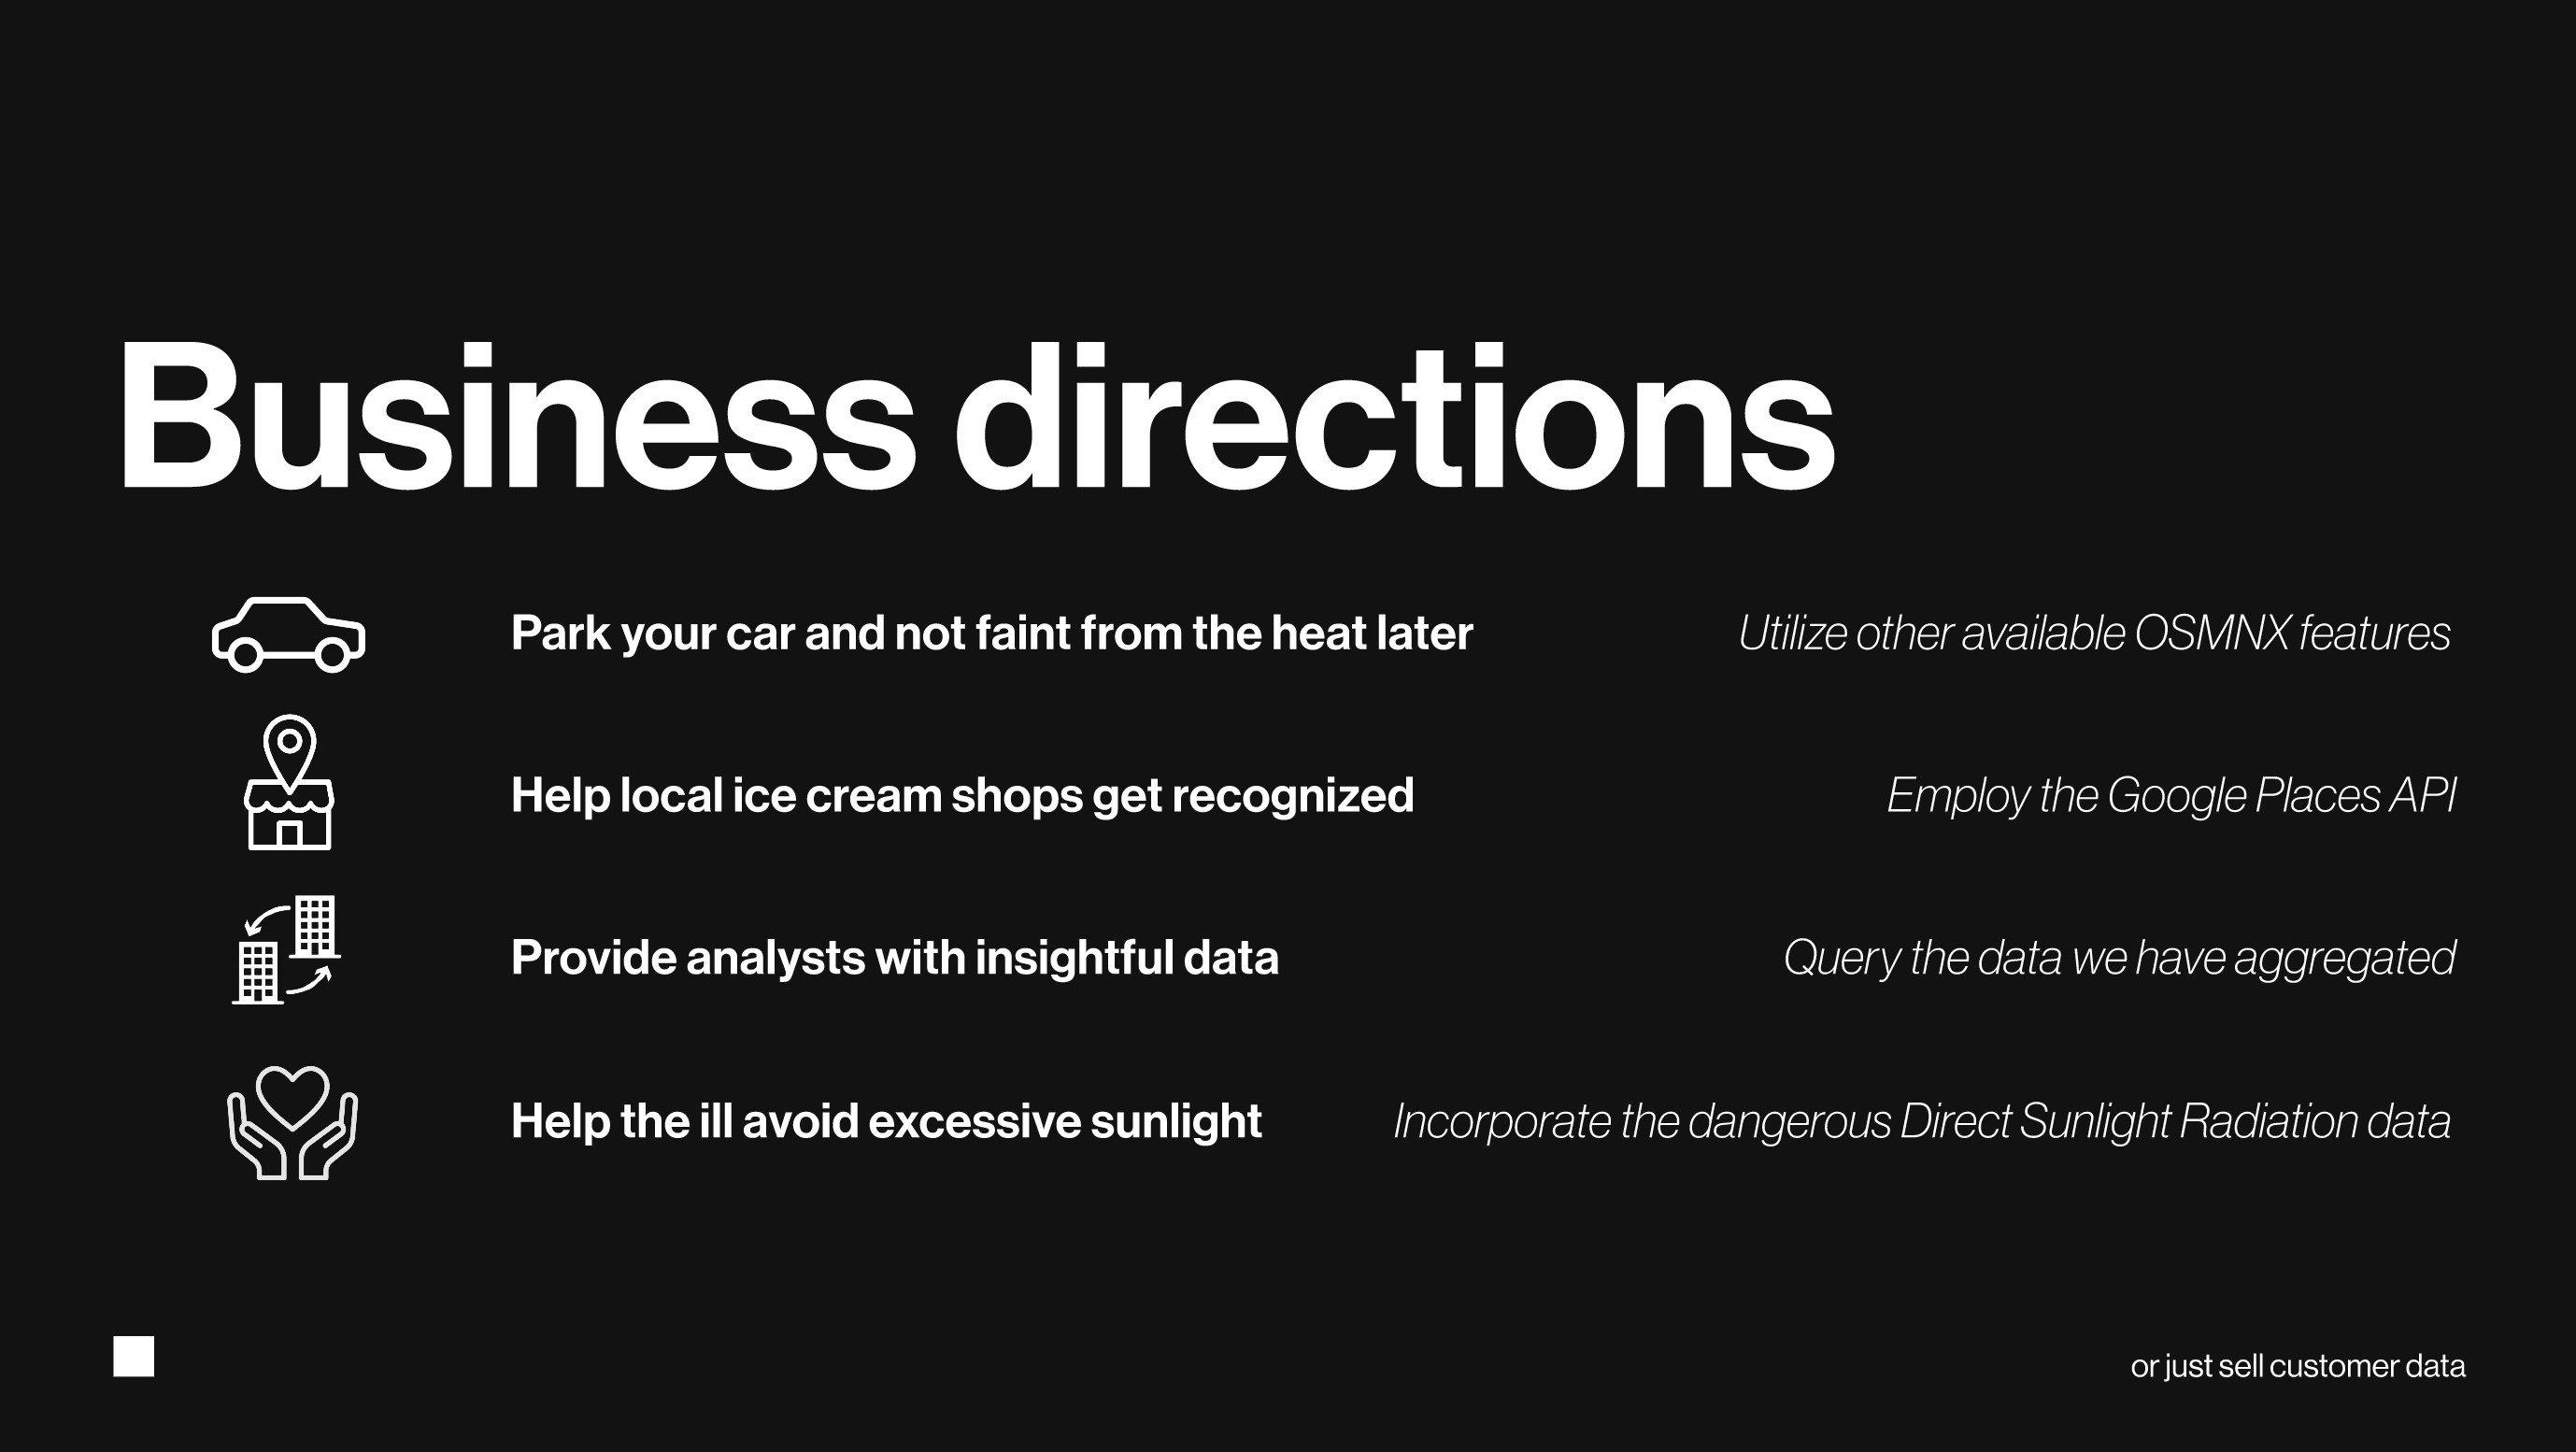 Business directions
Park your car and not faint from the heat later
Utilize other available OSMNX features
Help local ice cream shops get recognized
Employ the Google Places API
Provide analysts with insightful data
Query the data we have aggregated
Help the ill avoid excessive sunlight
Incorporate the dangerous Direct Sunlight Radiation data
or just sell customer data